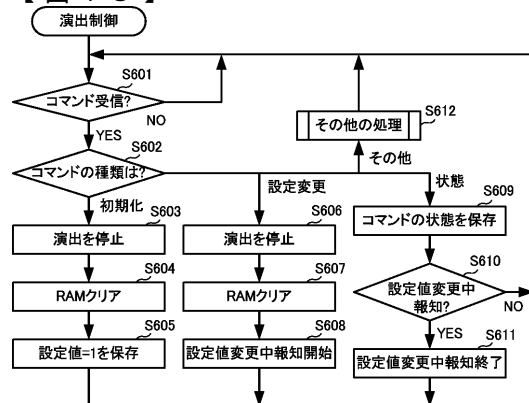 演出制御
S601
コマンド受信?
NO
YES
S602
コマンドの種類は?
S612
その他の処理
その他
初期化
設定変更
状態
S603
演出を停止
S606
演出を停止
S609
コマンドの状態を保存
S604
RAMクリア
S607
RAMクリア
S610
設定値変更中
報知?
NO
YES
S605
設定値=1を保存
S608
設定値変更中報知開始
S611
設定値変更中報知終了